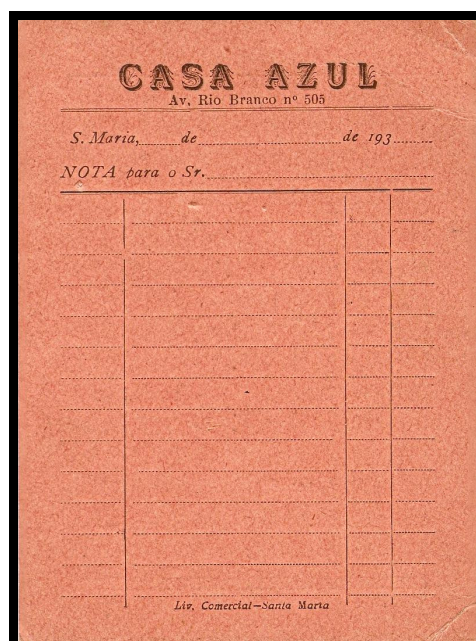 CASA AZUL
Av. Rio Branco nº 505
S. Maria, de de 193
NOTA para o Sr.
Liv. Comercial—Santa Maria